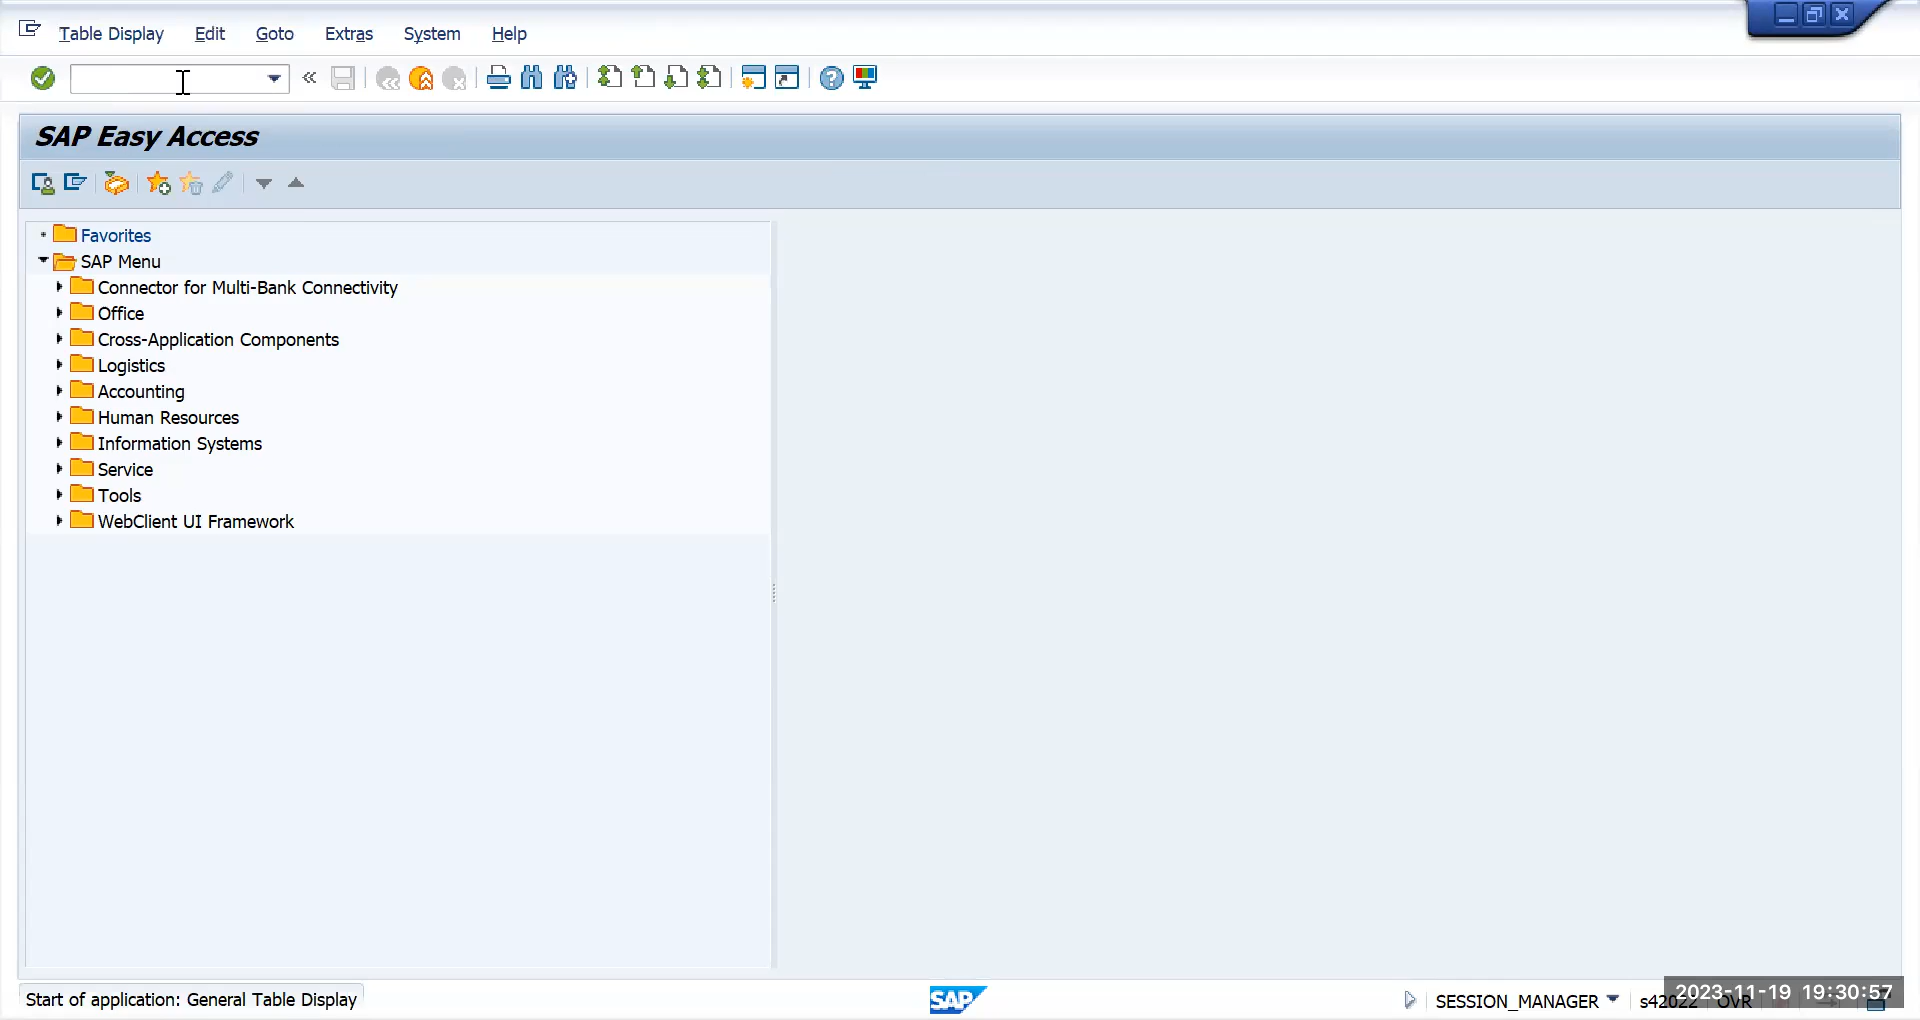 Table Display Edit Goto Extras System Help
SAP Easy Access
Favorites
SAP Menu
Connector for Multi-Bank Connectivity
Office
Cross-Application Components
Logistics
Accounting
Human Resources
Information Systems
Service
Tools
WebClient UI Framework
Start of application: General Table Display
SAP
SESSION_MANAGER
s42022 OVR
2023-11-19 19:30:57